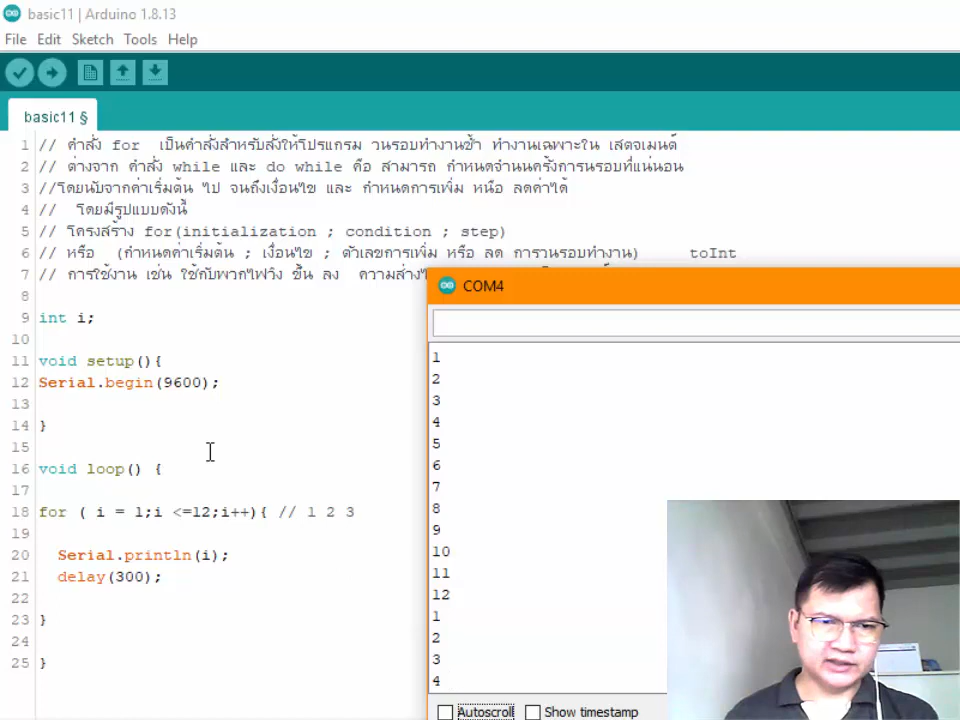 basic11 | Arduino 1.8.13
File Edit Sketch Tools Help
basic11 §
1 // คำสั่ง for เป็นคำสั่งสำหรับสั่งให้โปรแกรม วนรอบทำงานซ้ำ ทำงานเฉพาะใน เสตจเมนต์
2 // ต่างจาก คำสั่ง while และ do while คือ สามารถ กำหนดจำนนครั้งการนรอบที่แน่นอน
3 //โดยนับจากค่าเริ่มต้น ไป จนถึงเงื่อนไข และ กำหนดการเพิ่ม หนือ ลดค่าได้
4 // โดยมีรูปแบบดังนี้
5 // โครงสร้าง for(initialization ; condition ; step)
6 // หรือ (กำหนดค่าเริ่มต้น ; เงื่อนไข ; ตัวเลขการเพิ่ม หรือ ลด การวนรอบทำงาน) toInt
7 // การใช้งาน เช่น ใช้กับพวกไฟวิ่ง ขึ้น ลง
8
9 int i;
10
11 void setup(){
12 Serial.begin(9600);
13
14 }
15
16 void loop() {
17
18 for ( i = 1;i <=12;i++){ // 1 2 3
19
20 Serial.println(i);
21 delay(300);
22
23 }
24
25 }
COM4
1
2
3
4
5
6
7
8
9
10
11
12
1
2
3
4
Autoscroll Show timestamp